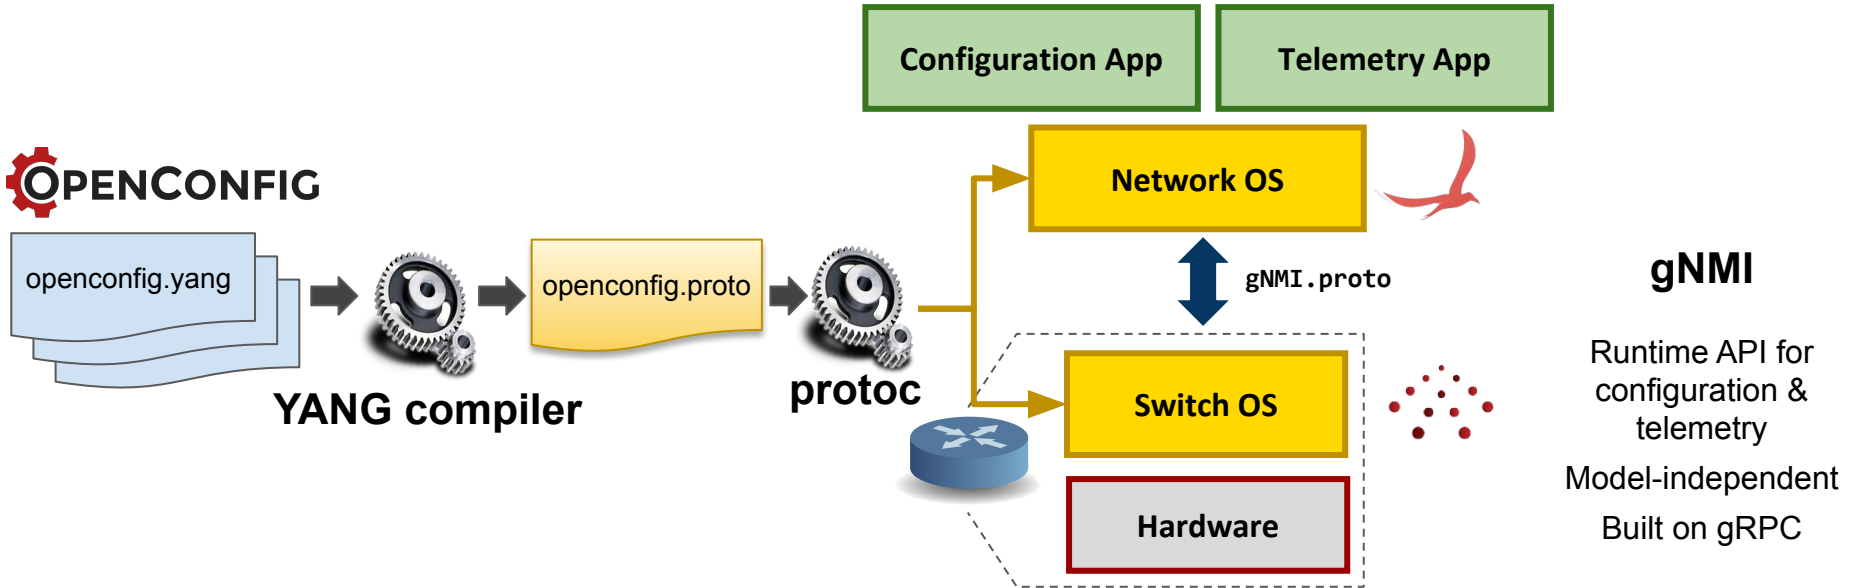 Configuration App
Telemetry App
OPENCONFIG
Network OS
openconfig.yang
openconfig.proto
gNMI.proto
gNMI
YANG compiler
protoc
Switch OS
Hardware
Runtime API for
configuration &
telemetry
Model-independent
Built on gRPC